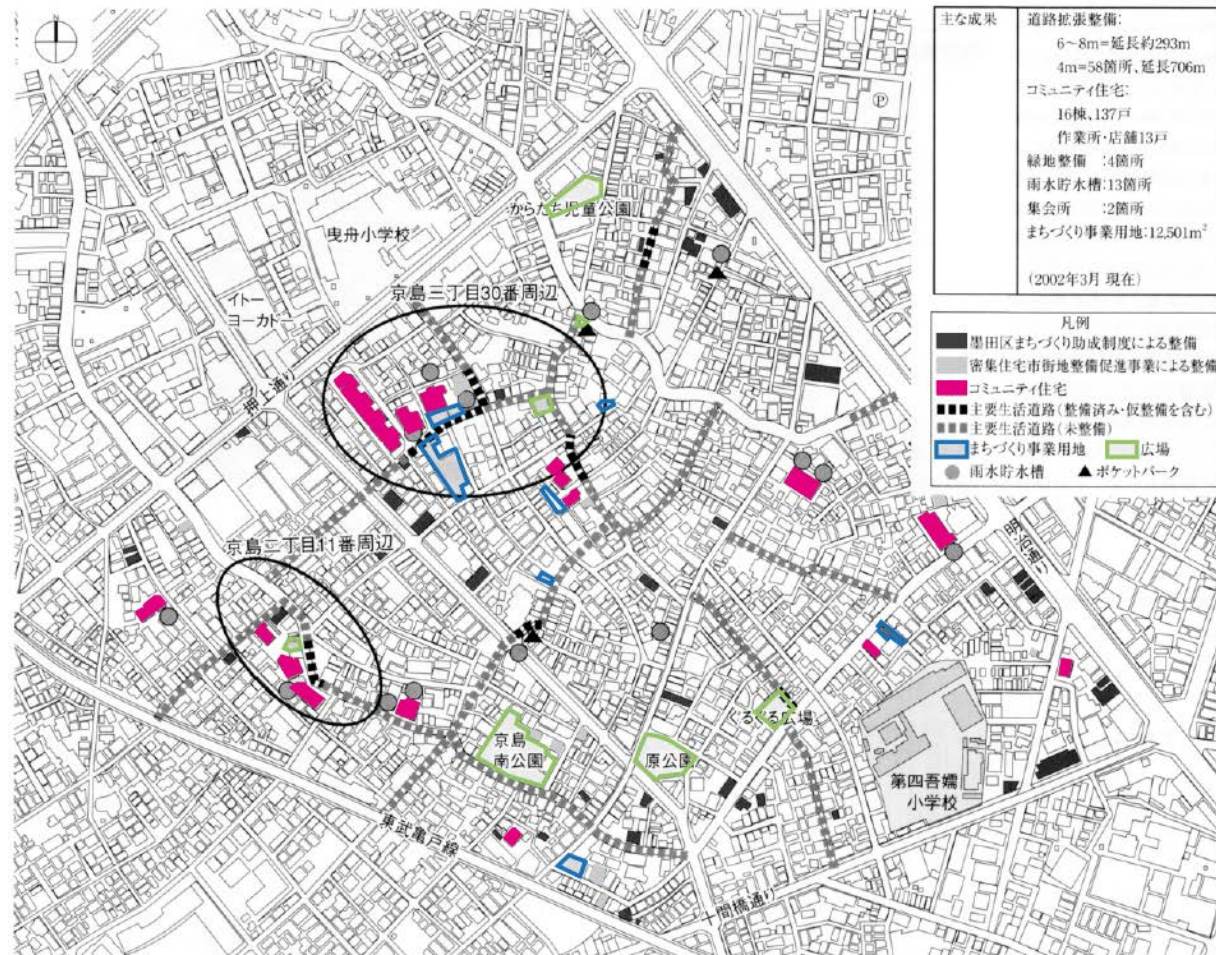 N
主な成果
道路拡張整備:
6~8m=延長約293m
4m=58箇所、延長706m
コミュニティ住宅:
16棟、137戸
作業所・店舗13戸
緑地整備 :4箇所
雨水貯水槽:13箇所
集会所 :2箇所
まちづくり事業用地:12,501m²
(2002年3月 現在)
凡例
墨田区まちづくり助成制度による整備
密集住宅市街地整備促進事業による整備
コミュニティ住宅
主要生活道路(整備済み・仮整備を含む)
主要生活道路(未整備)
まちづくり事業用地
広場
雨水貯水槽
ポケットパーク
P
からたち児童公園
曳舟小学校
京島三丁目30番周辺
イトー
ヨーカドー
押上通り
京島二丁目11番周辺
明治通り
京島
南公園
原公園
ぐるぐる広場
第四吾嬬
小学校
東武亀戸線
十間橋通り